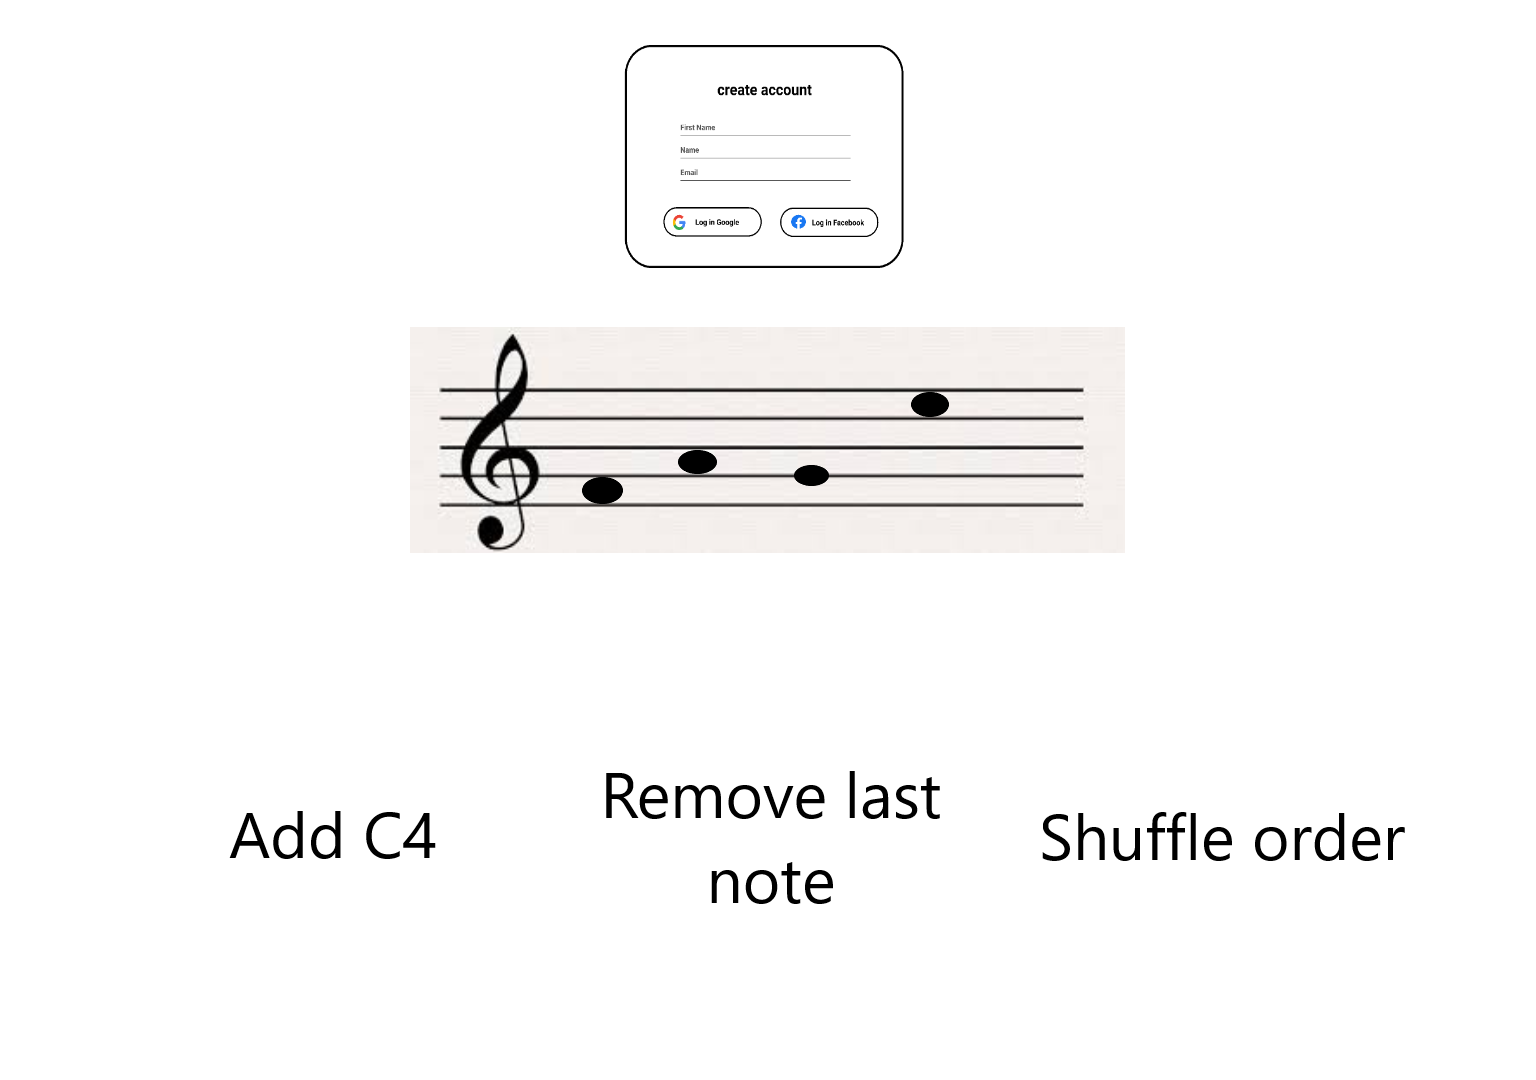 create account
First Name
Name
Email
Log in Google
Log in Facebook
Add C4
Remove last
note
Shuffle order